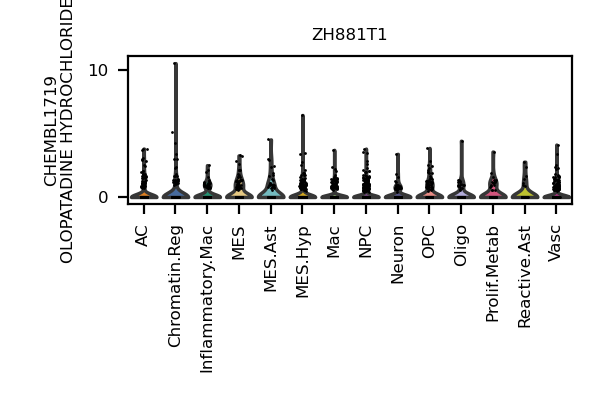 ZH881T1
CHEMBL1719
OLOPATADINE HYDROCHLORIDE
10
0
AC
Chromatin.Reg
Inflammatory.Mac
MES
MES.Ast
MES.Hyp
Mac
NPC
Neuron
OPC
Oligo
Prolif.Metab
Reactive.Ast
Vasc